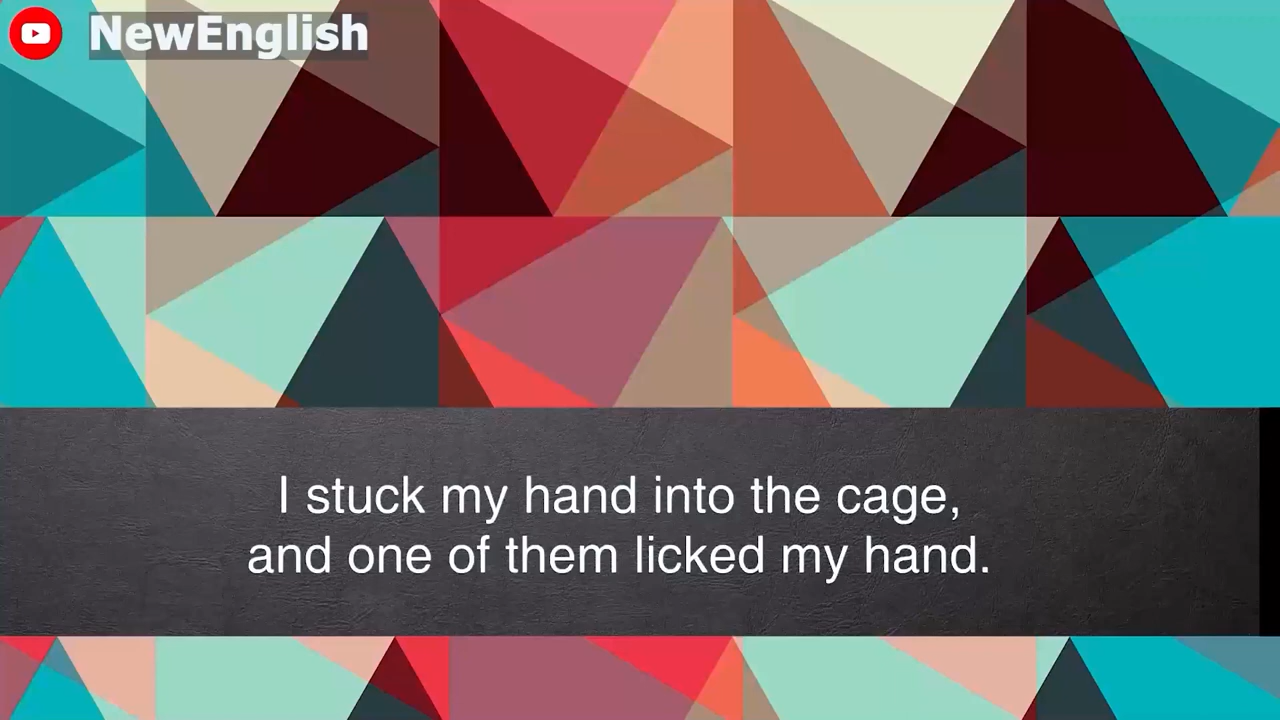 NewEnglish
I stuck my hand into the cage,
and one of them licked my hand.